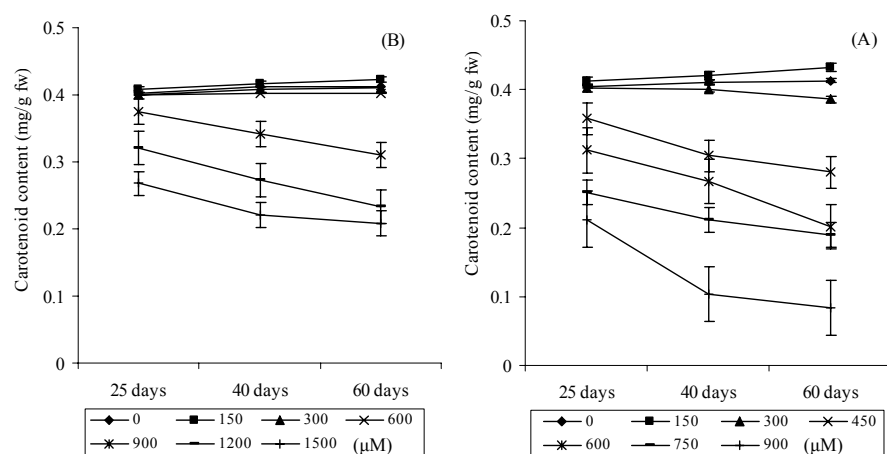 (B)
Carotenoid content (mg/g fw)
0.5
0.4
0.3
0.2
0.1
0
25 days 40 days 60 days
0 150 300 600
900 1200 1500 (µM)
(A)
Carotenoid content (mg/g fw)
0.5
0.4
0.3
0.2
0.1
0
25 days 40 days 60 days
0 150 300 450
600 750 900 (µM)